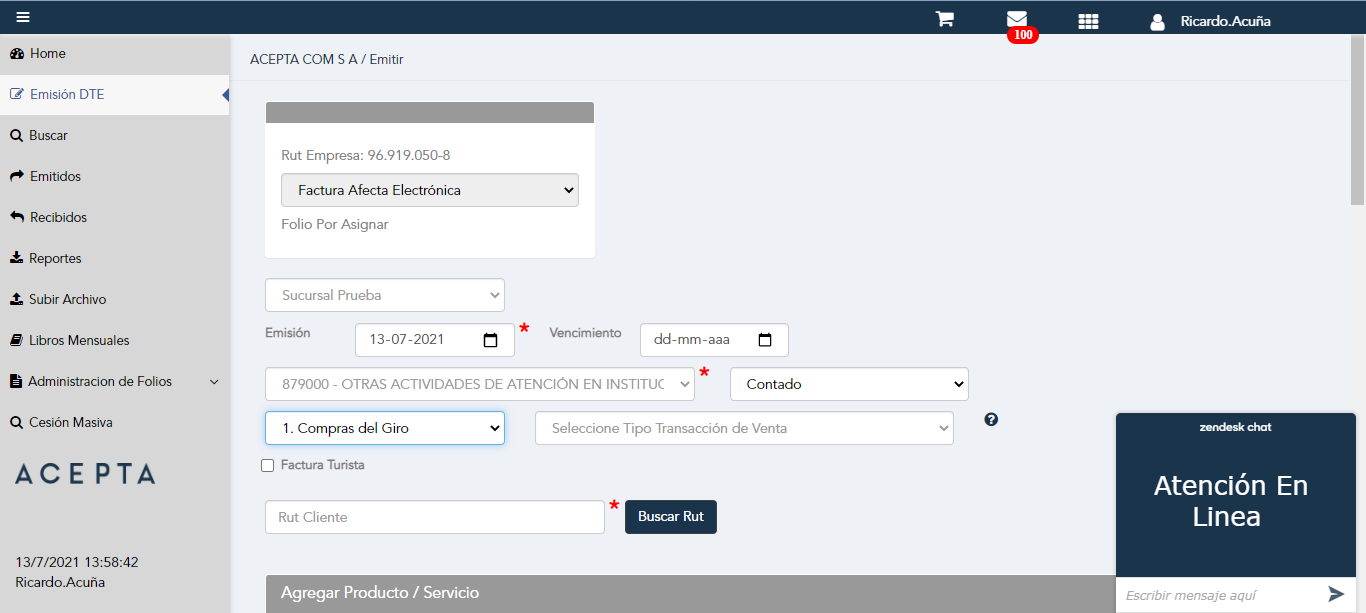 100
Ricardo.Acuña
Home
Emisión DTE
Buscar
Emitidos
Recibidos
Reportes
Subir Archivo
Libros Mensuales
Administracion de Folios
Cesión Masiva
ACEPTA
13/7/2021 13:58:42
Ricardo.Acuña
ACEPTA COM S A / Emitir
Rut Empresa: 96.919.050-8
Factura Afecta Electrónica
Folio Por Asignar
Sucursal Prueba
Emisión 13-07-2021 * Vencimiento dd-mm-aaa
879000 - OTRAS ACTIVIDADES DE ATENCIÓN EN INSTITUC * Contado
1. Compras del Giro Seleccione Tipo Transacción de Venta ?
Factura Turista
Rut Cliente * Buscar Rut
Agregar Producto / Servicio
zendesk chat
Atención En
Linea
Escribir mensaje aquí